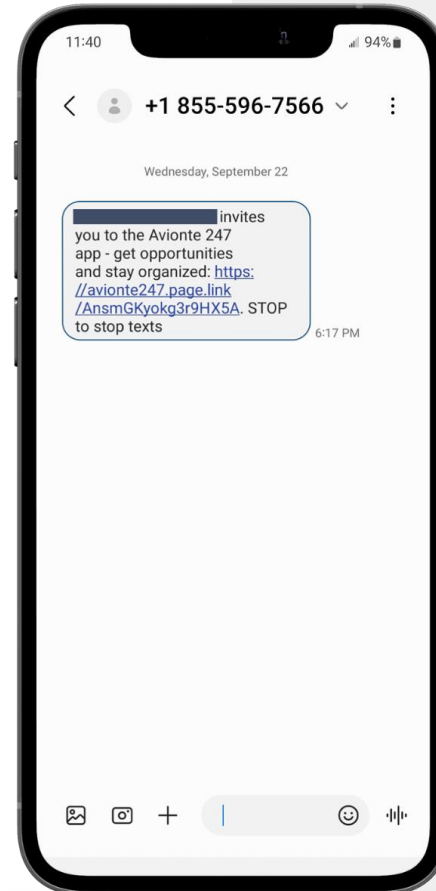 11:40
94%
+1 855-596-7566
Wednesday, September 22
invites
you to the Avionte 247
app - get opportunities
and stay organized: https:
//avionte247.page.link
/AnsmGKyokg3r9HX5A. STOP
to stop texts
6:17 PM